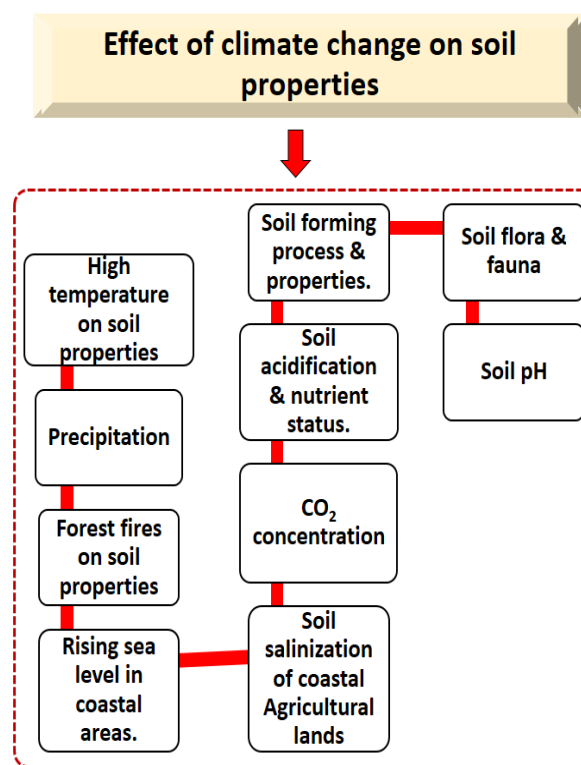 Effect of climate change on soil
properties
High
temperature
on soil
properties
Precipitation
Forest fires
on soil
properties
Rising sea
level in
coastal
areas.
Soil
salinization
of coastal
Agricultural
lands
CO₂
concentration
Soil
acidification
& nutrient
status.
Soil forming
process &
properties.
Soil flora &
fauna
Soil pH